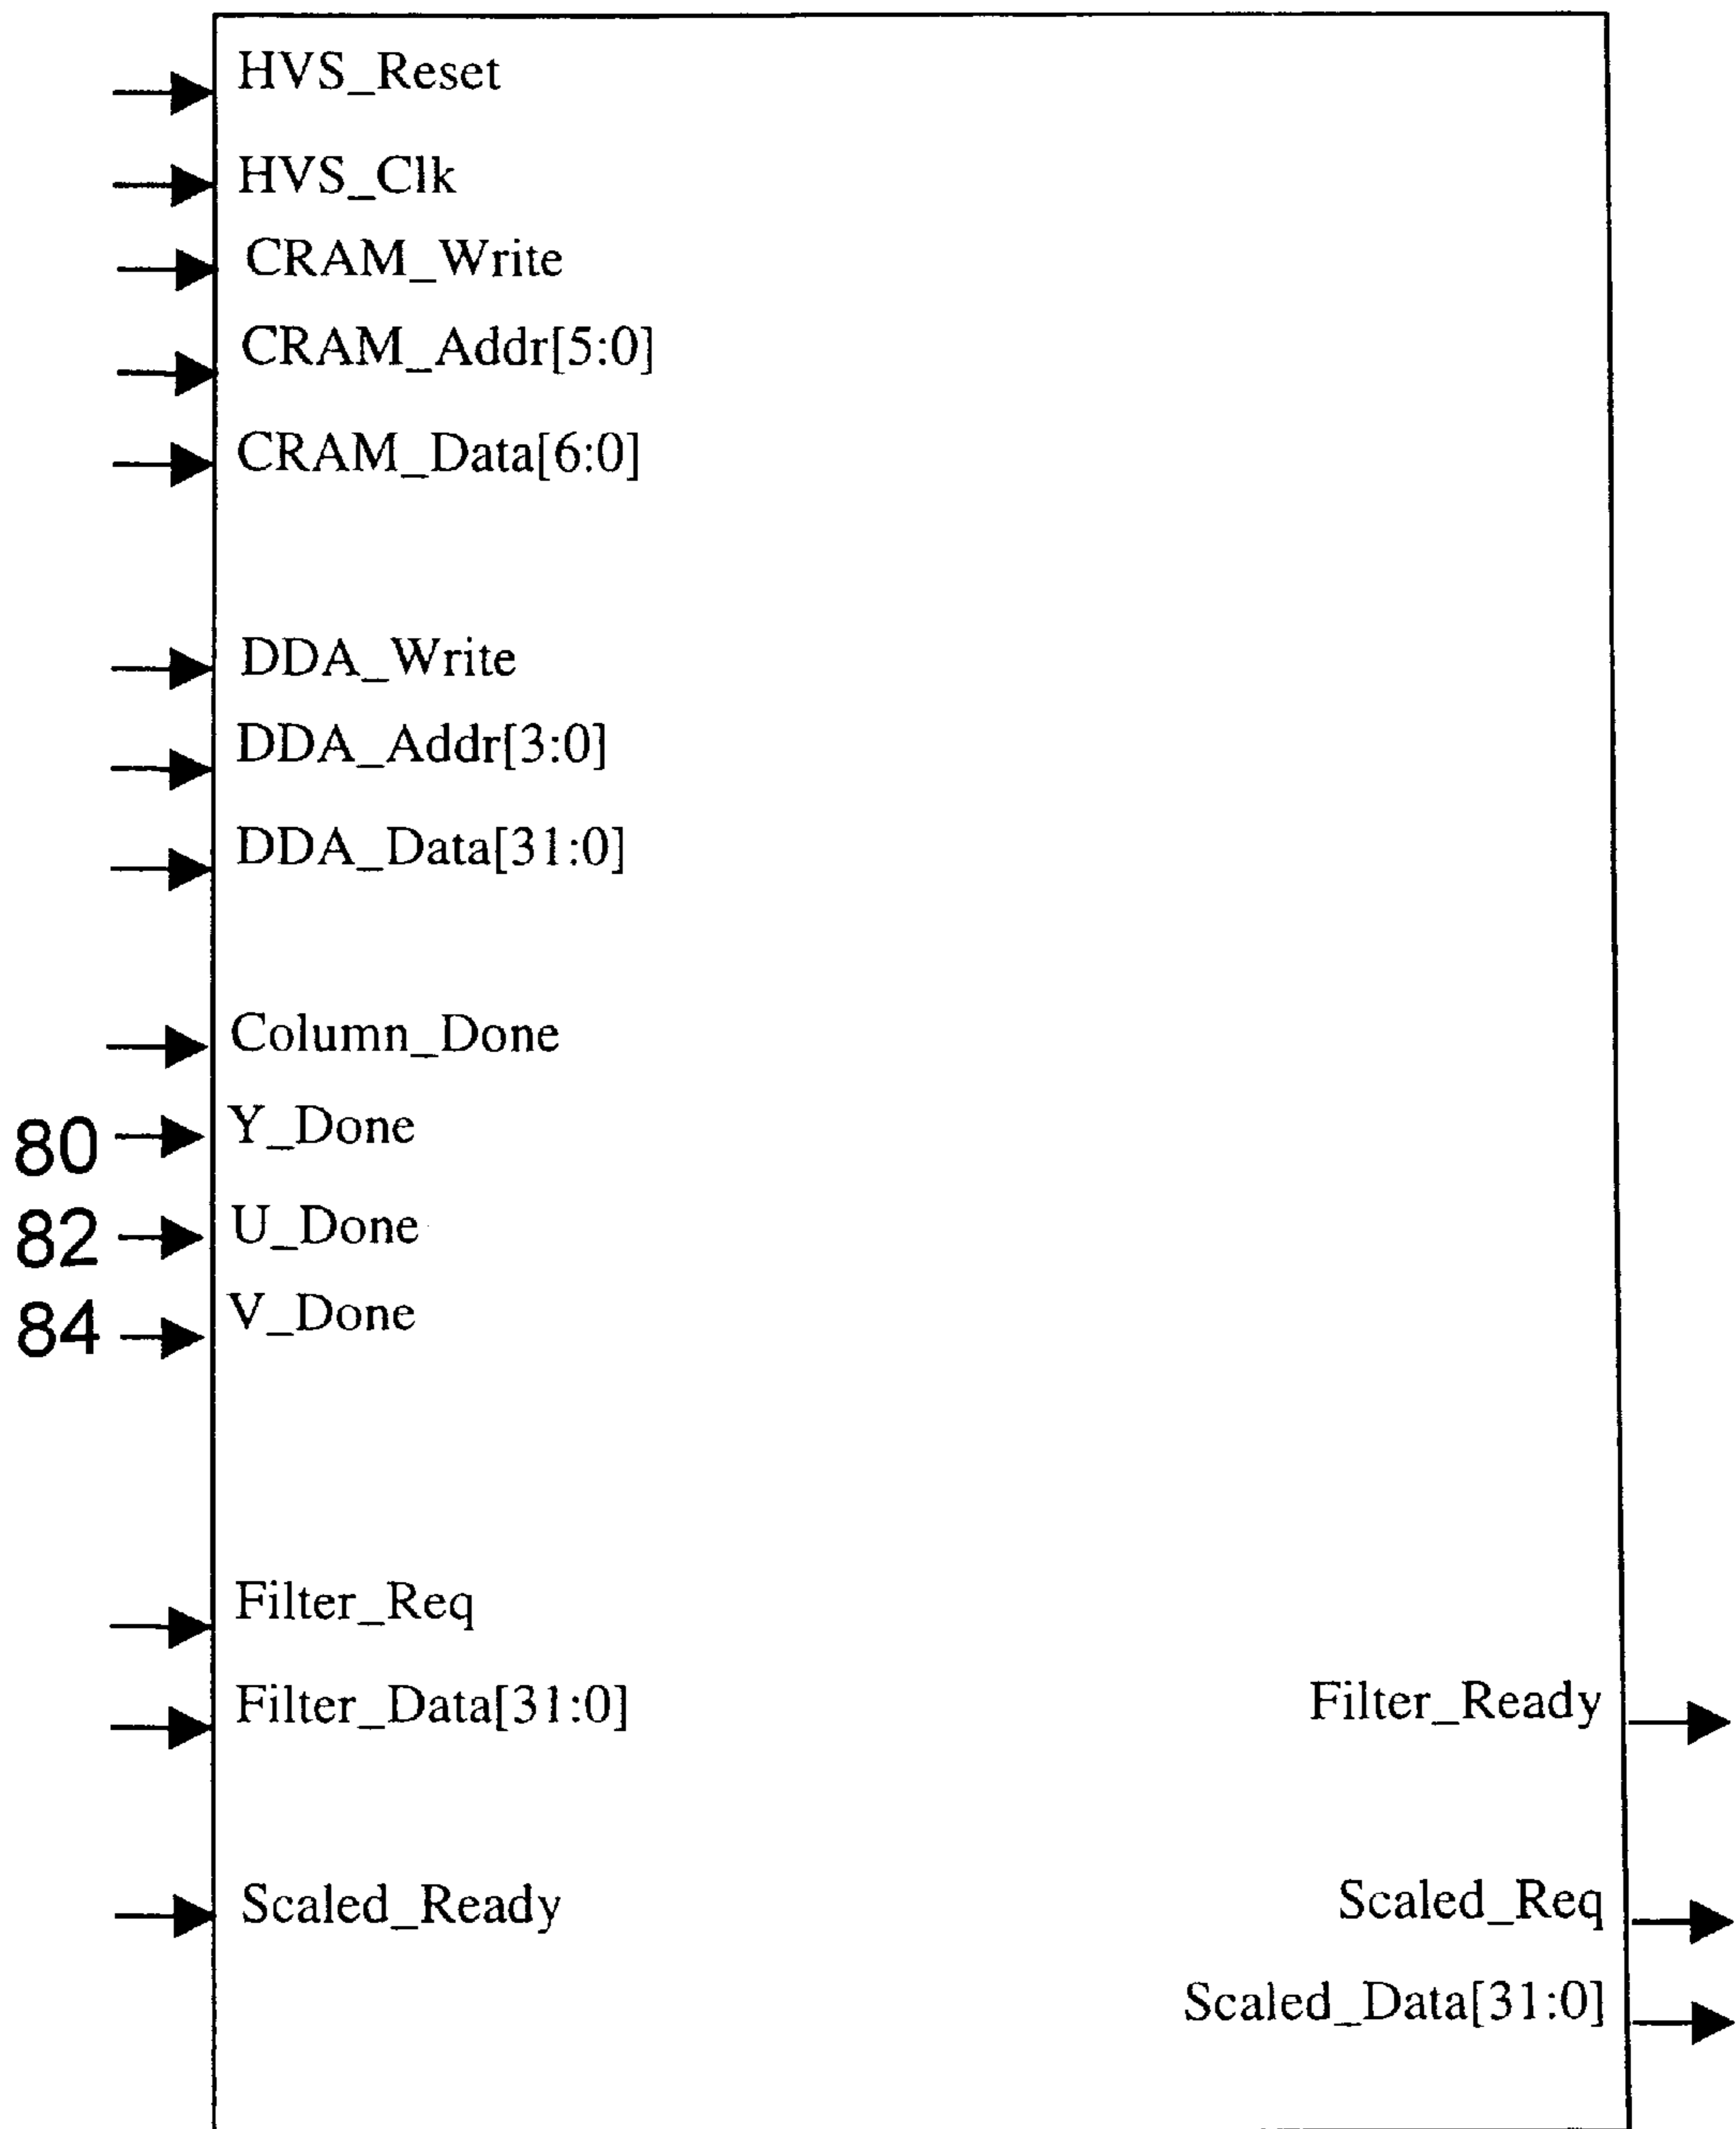 HVS_Reset
HVS_Clk
CRAM_Write
CRAM_Addr[5:0]
CRAM_Data[6:0]
DDA_Write
DDA_Addr[3:0]
DDA_Data[31:0]
Column_Done
80 Y_Done
82 U_Done
84 V_Done
Filter_Req
Filter_Data[31:0] Filter_Ready
Scaled_Ready Scaled_Req
Scaled_Data[31:0]